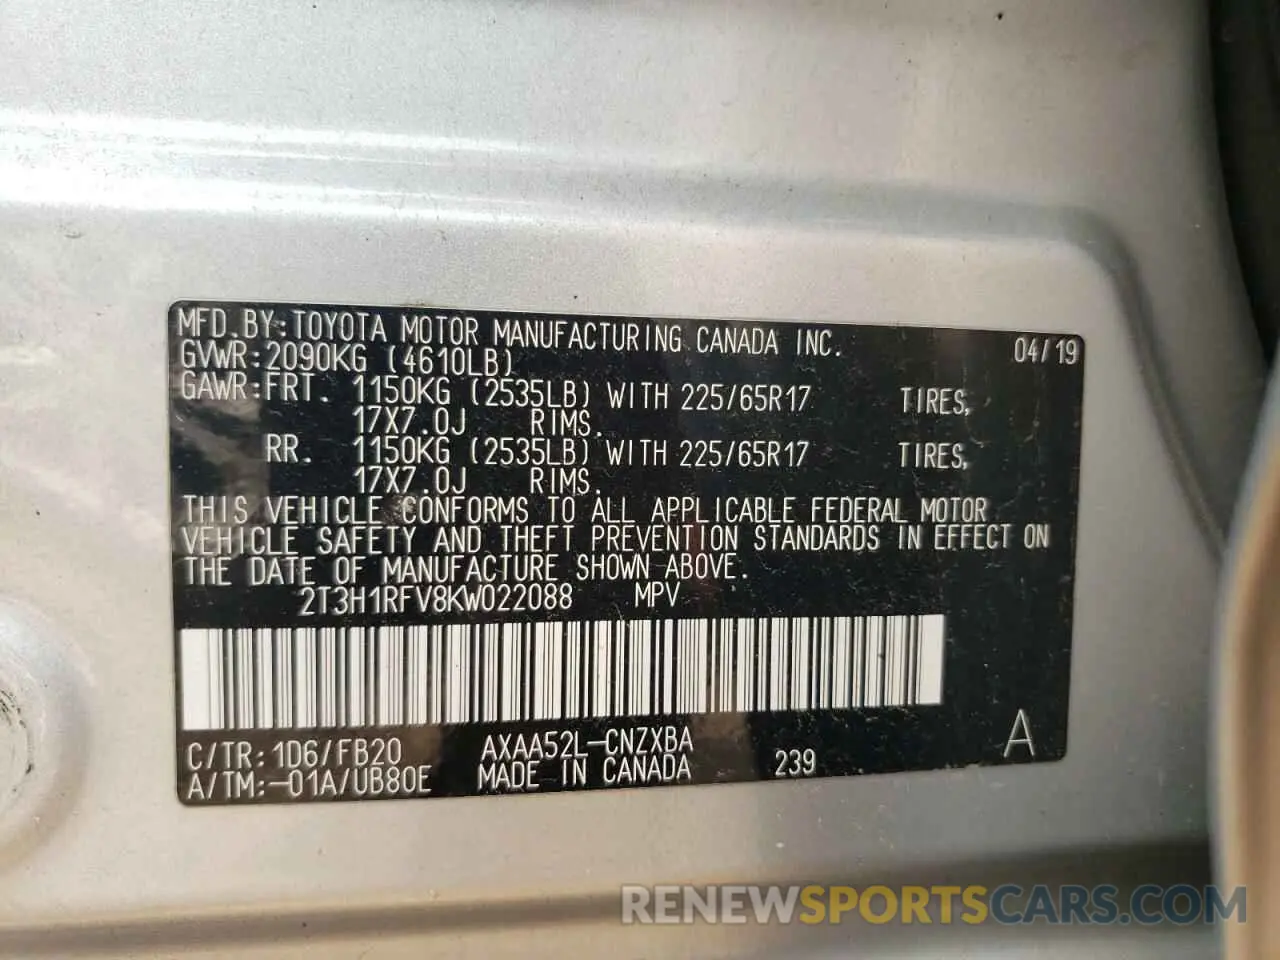 MFD.BY:TOYOTA MOTOR MANUFACTURING CANADA INC. 04/19
GVWR:2090KG (4610LB)
GAWR:FRT. 1150KG (2535LB) WITH 225/65R17 TIRES,
17X7.0J RIMS.
RR. 1150KG (2535LB) WITH 225/65R17 TIRES,
17X7.0J RIMS.
THIS VEHICLE CONFORMS TO ALL APPLICABLE FEDERAL MOTOR
VEHICLE SAFETY AND THEFT PREVENTION STANDARDS IN EFFECT ON
THE DATE OF MANUFACTURE SHOWN ABOVE.
2T3H1RFV8KW022088 MPV
C/TR:1D6/FB20 AXAA52L-CNZXBA A
A/TM:-01A/UB80E MADE IN CANADA 239
RENEWSPORTSCARS.COM